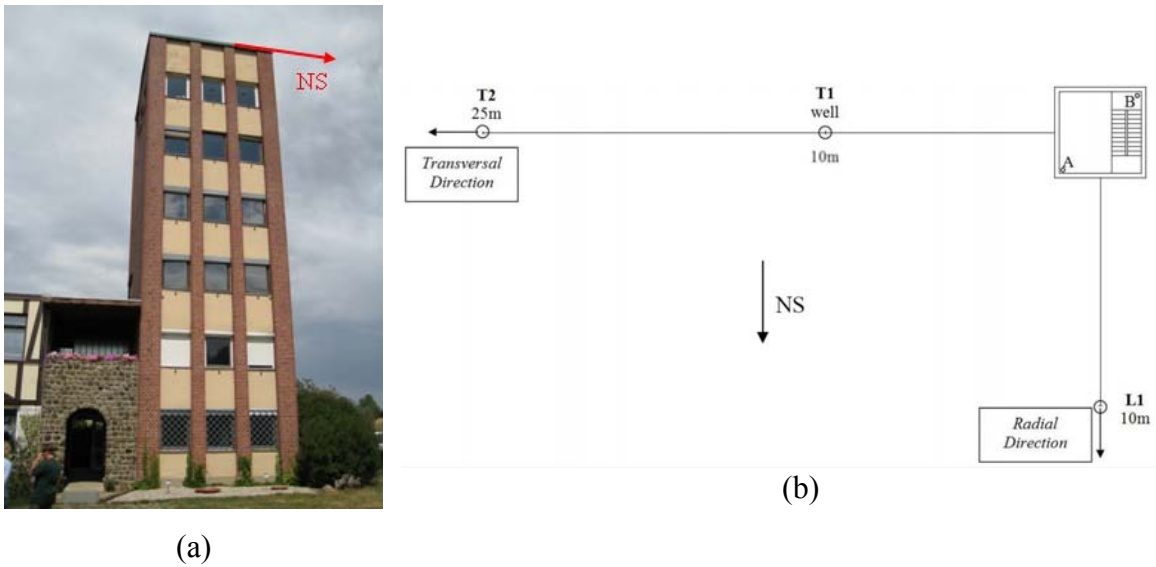 NS
(a)
T2
25m
Transversal
Direction
T1
well
10m
B
A
NS
L1
10m
Radial
Direction
(b)